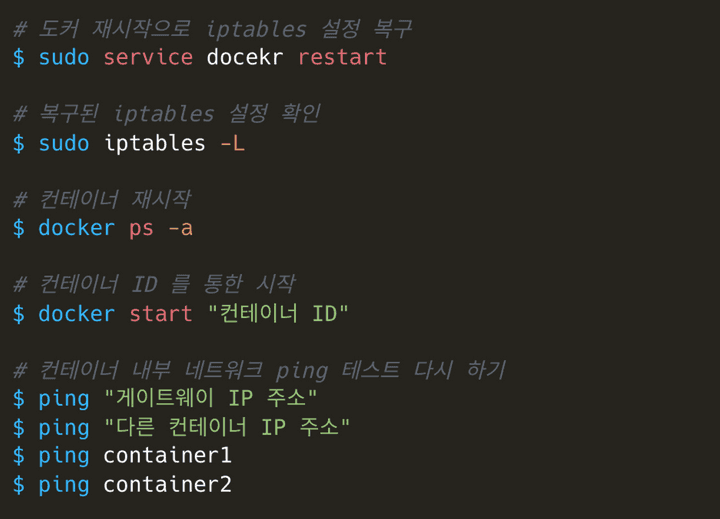 # 도커 재시작으로 iptables 설정 복구
$ sudo service docekr restart
# 복구된 iptables 설정 확인
$ sudo iptables -L
# 컨테이너 재시작
$ docker ps -a
# 컨테이너 ID 를 통한 시작
$ docker start "컨테이너 ID"
# 컨테이너 내부 네트워크 ping 테스트 다시 하기
$ ping "게이트웨이 IP 주소"
$ ping "다른 컨테이너 IP 주소"
$ ping container1
$ ping container2